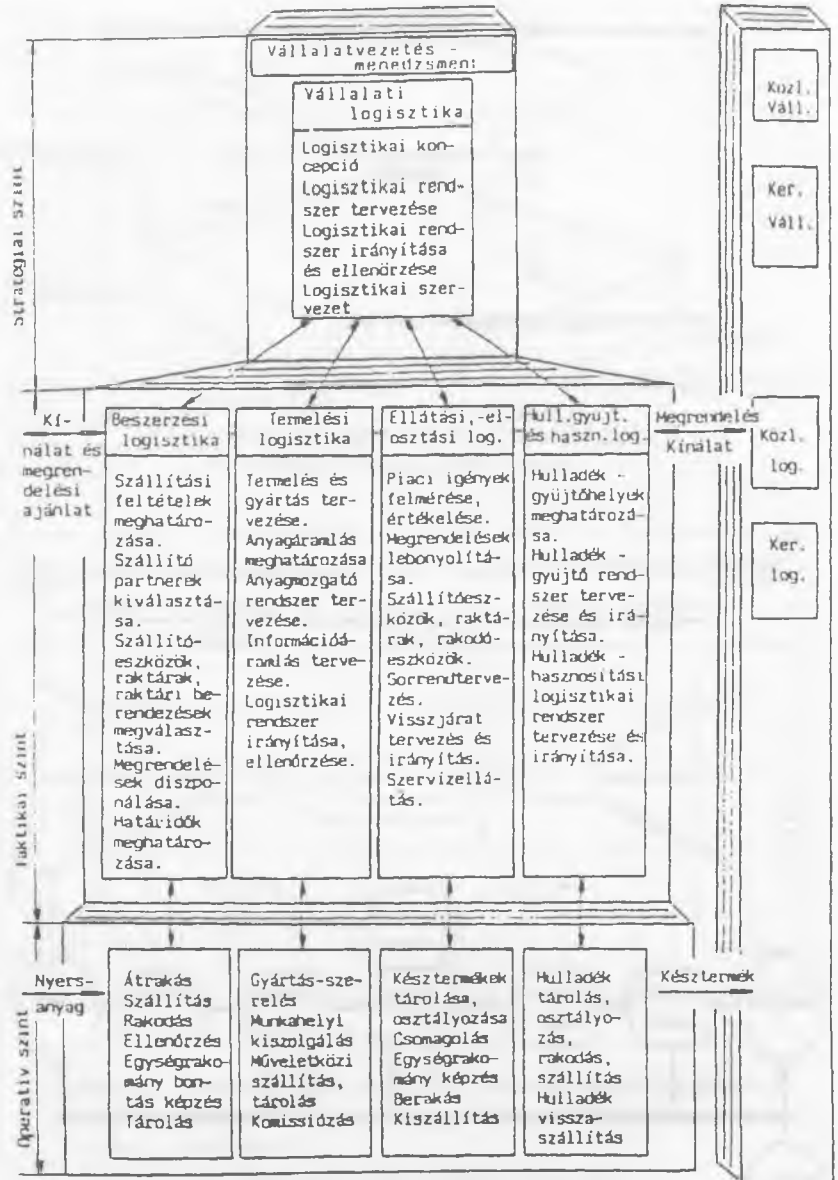 Vállalatvezetés -
menedzsment
Vállalati
logisztika
Logisztikai kon-
cepció
Logisztikai rend-
szer tervezése
Logisztikai rend-
szer irányítása
és ellenőrzése
Logisztikai szer-
vezet
Közl.
Váll.
Ker.
Váll.
Stratégiai szint
Kí-
nálat és
megren-
delési
ajánlat
Beszerzési
logisztika
Szállítási
feltételek
meghatáro-
zása.
Szállító
partnerek
kiválasztá-
sa.
Szállító-
eszközök,
raktárak,
raktári be-
rendezések
megválasz-
tása.
Megrendelé-
sek diszpo-
nálása.
Határidők
meghatáro-
zása.
Termelési
logisztika
Termelés és
gyártás ter-
vezése.
Anyagáramlás
meghatározása
Anyagmozgató
rendszer ter-
vezése.
Információá-
ramlás terve-
zése.
Logisztikai
rendszer
irányítása,
ellenőrzése.
Ellátási,-el-
osztási log.
Piaci igények
felmérése,
értékelése.
Megrendelések
lebonyolítá-
sa.
Szállítóesz-
közök, raktá-
rak, rakodó-
eszközök.
Sorrendterve-
zés.
Visszjárat
tervezés és
irányítás.
Szervizellá-
tás.
Hull.gyujt.
és haszn.log.
Hulladék -
gyüjtőhelyek
meghatározá-
sa.
Hulladék -
gyujtő rend-
szer terve-
zése és irá-
nyítása.
Hulladék -
hasznosítási
logisztikai
rendszer
tervezése és
irányítása.
Megrendelés
Kínálat
Közl.
log.
Ker.
log.
Taktikai szint
Nyers-
anyag
Átrakás
Szállítás
Rakodás
Ellenőrzés
Egységrako-
mány bon-
tás képzés
Tárolás
Gyártás-sze-
relés
Munkahelyi
kiszolgálás
Műveletközi
szállítás,
tárolás
Komissiózás
Késztermékek
tárolása,
osztályozása
Csomagolás
Egységrako-
mány képzés
Berakás
Kiszállítás
Hulladék
tárolás,
osztályo-
zás,
rakodás,
szállítás
Hulladék
vissza-
szállítás
Késztermék
Operatív szint